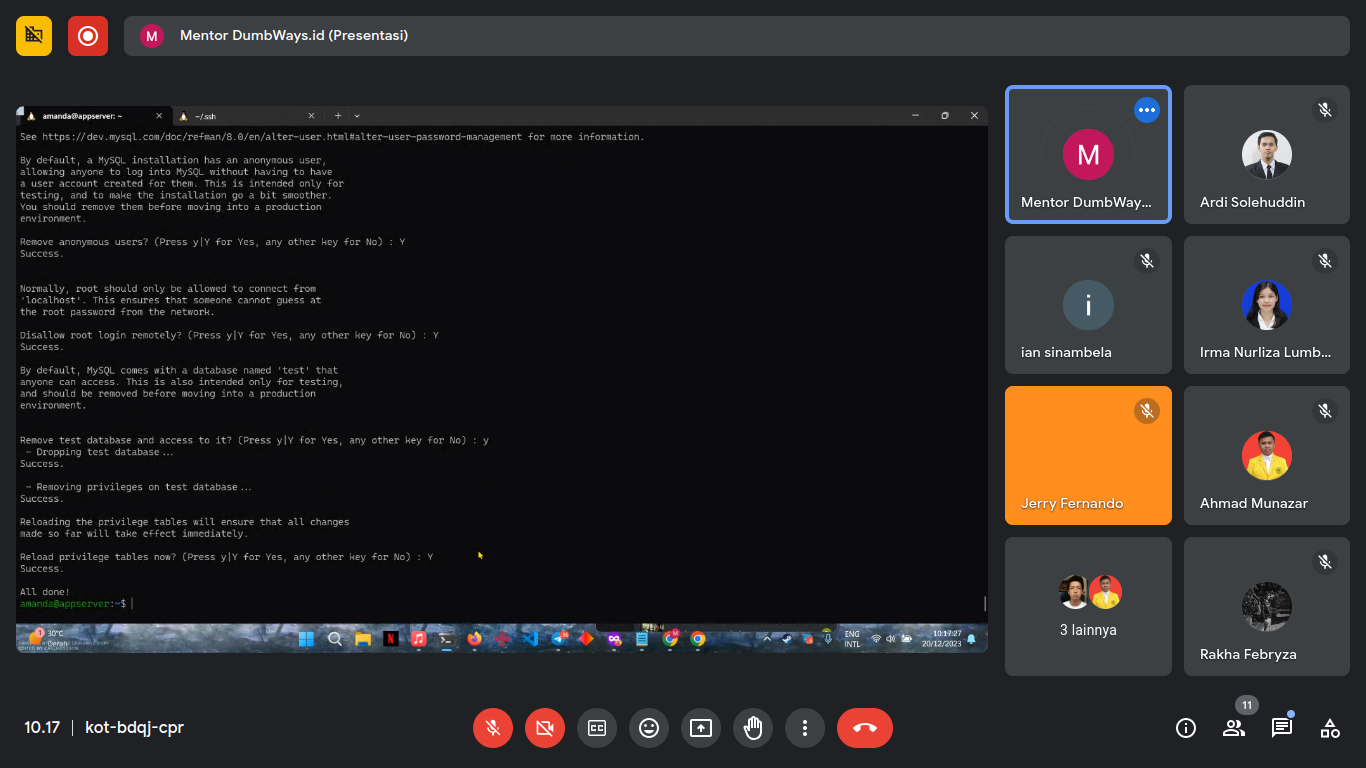 M Mentor DumbWays.id (Presentasi)
amanda@appserver: ~
~/.ssh
See https://dev.mysql.com/doc/refman/8.0/en/alter-user.html#alter-user-password-management for more information.
By default, a MySQL installation has an anonymous user,
allowing anyone to log into MySQL without having to have
a user account created for them. This is intended only for
testing, and to make the installation go a bit smoother.
You should remove them before moving into a production
environment.
Remove anonymous users? (Press y|Y for Yes, any other key for No) : Y
Success.
Normally, root should only be allowed to connect from
'localhost'. This ensures that someone cannot guess at
the root password from the network.
Disallow root login remotely? (Press y|Y for Yes, any other key for No) : Y
Success.
By default, MySQL comes with a database named 'test' that
anyone can access. This is also intended only for testing,
and should be removed before moving into a production
environment.
Remove test database and access to it? (Press y|Y for Yes, any other key for No) : y
- Dropping test database...
Success.
- Removing privileges on test database...
Success.
Reloading the privilege tables will ensure that all changes
made so far will take effect immediately.
Reload privilege tables now? (Press y|Y for Yes, any other key for No) : Y
Success.
All done!
amanda@appserver:~$
1
30°C
ENG
INTL
10:17:27
20/12/2023
M
Mentor DumbWay...
Ardi Solehuddin
i
ian sinambela
Irma Nurliza Lumb...
Jerry Fernando
Ahmad Munazar
3 lainnya
Rakha Febryza
10.17 | kot-bdqj-cpr
11